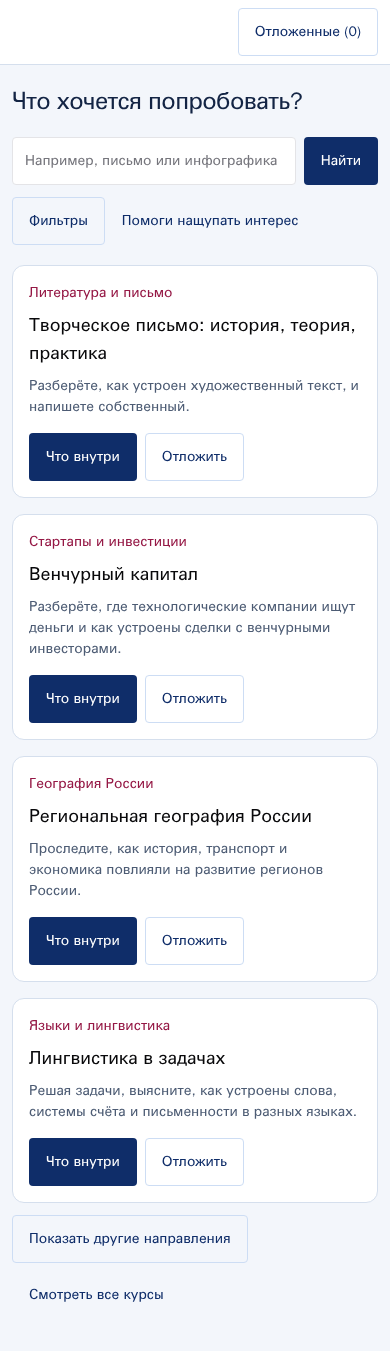 Отложенные (0)
Что хочется попробовать?
Например, письмо или инфографика
Найти
Фильтры
Помоги нащупать интерес
Литература и письмо
Творческое письмо: история, теория,
практика
Разберёте, как устроен художественный текст, и
напишете собственный.
Что внутри
Отложить
Стартапы и инвестиции
Венчурный капитал
Разберёте, где технологические компании ищут
деньги и как устроены сделки с венчурными
инвесторами.
Что внутри
Отложить
География России
Региональная география России
Проследите, как история, транспорт и
экономика повлияли на развитие регионов
России.
Что внутри
Отложить
Языки и лингвистика
Лингвистика в задачах
Решая задачи, выясните, как устроены слова,
системы счёта и письменности в разных языках.
Что внутри
Отложить
Показать другие направления
Смотреть все курсы